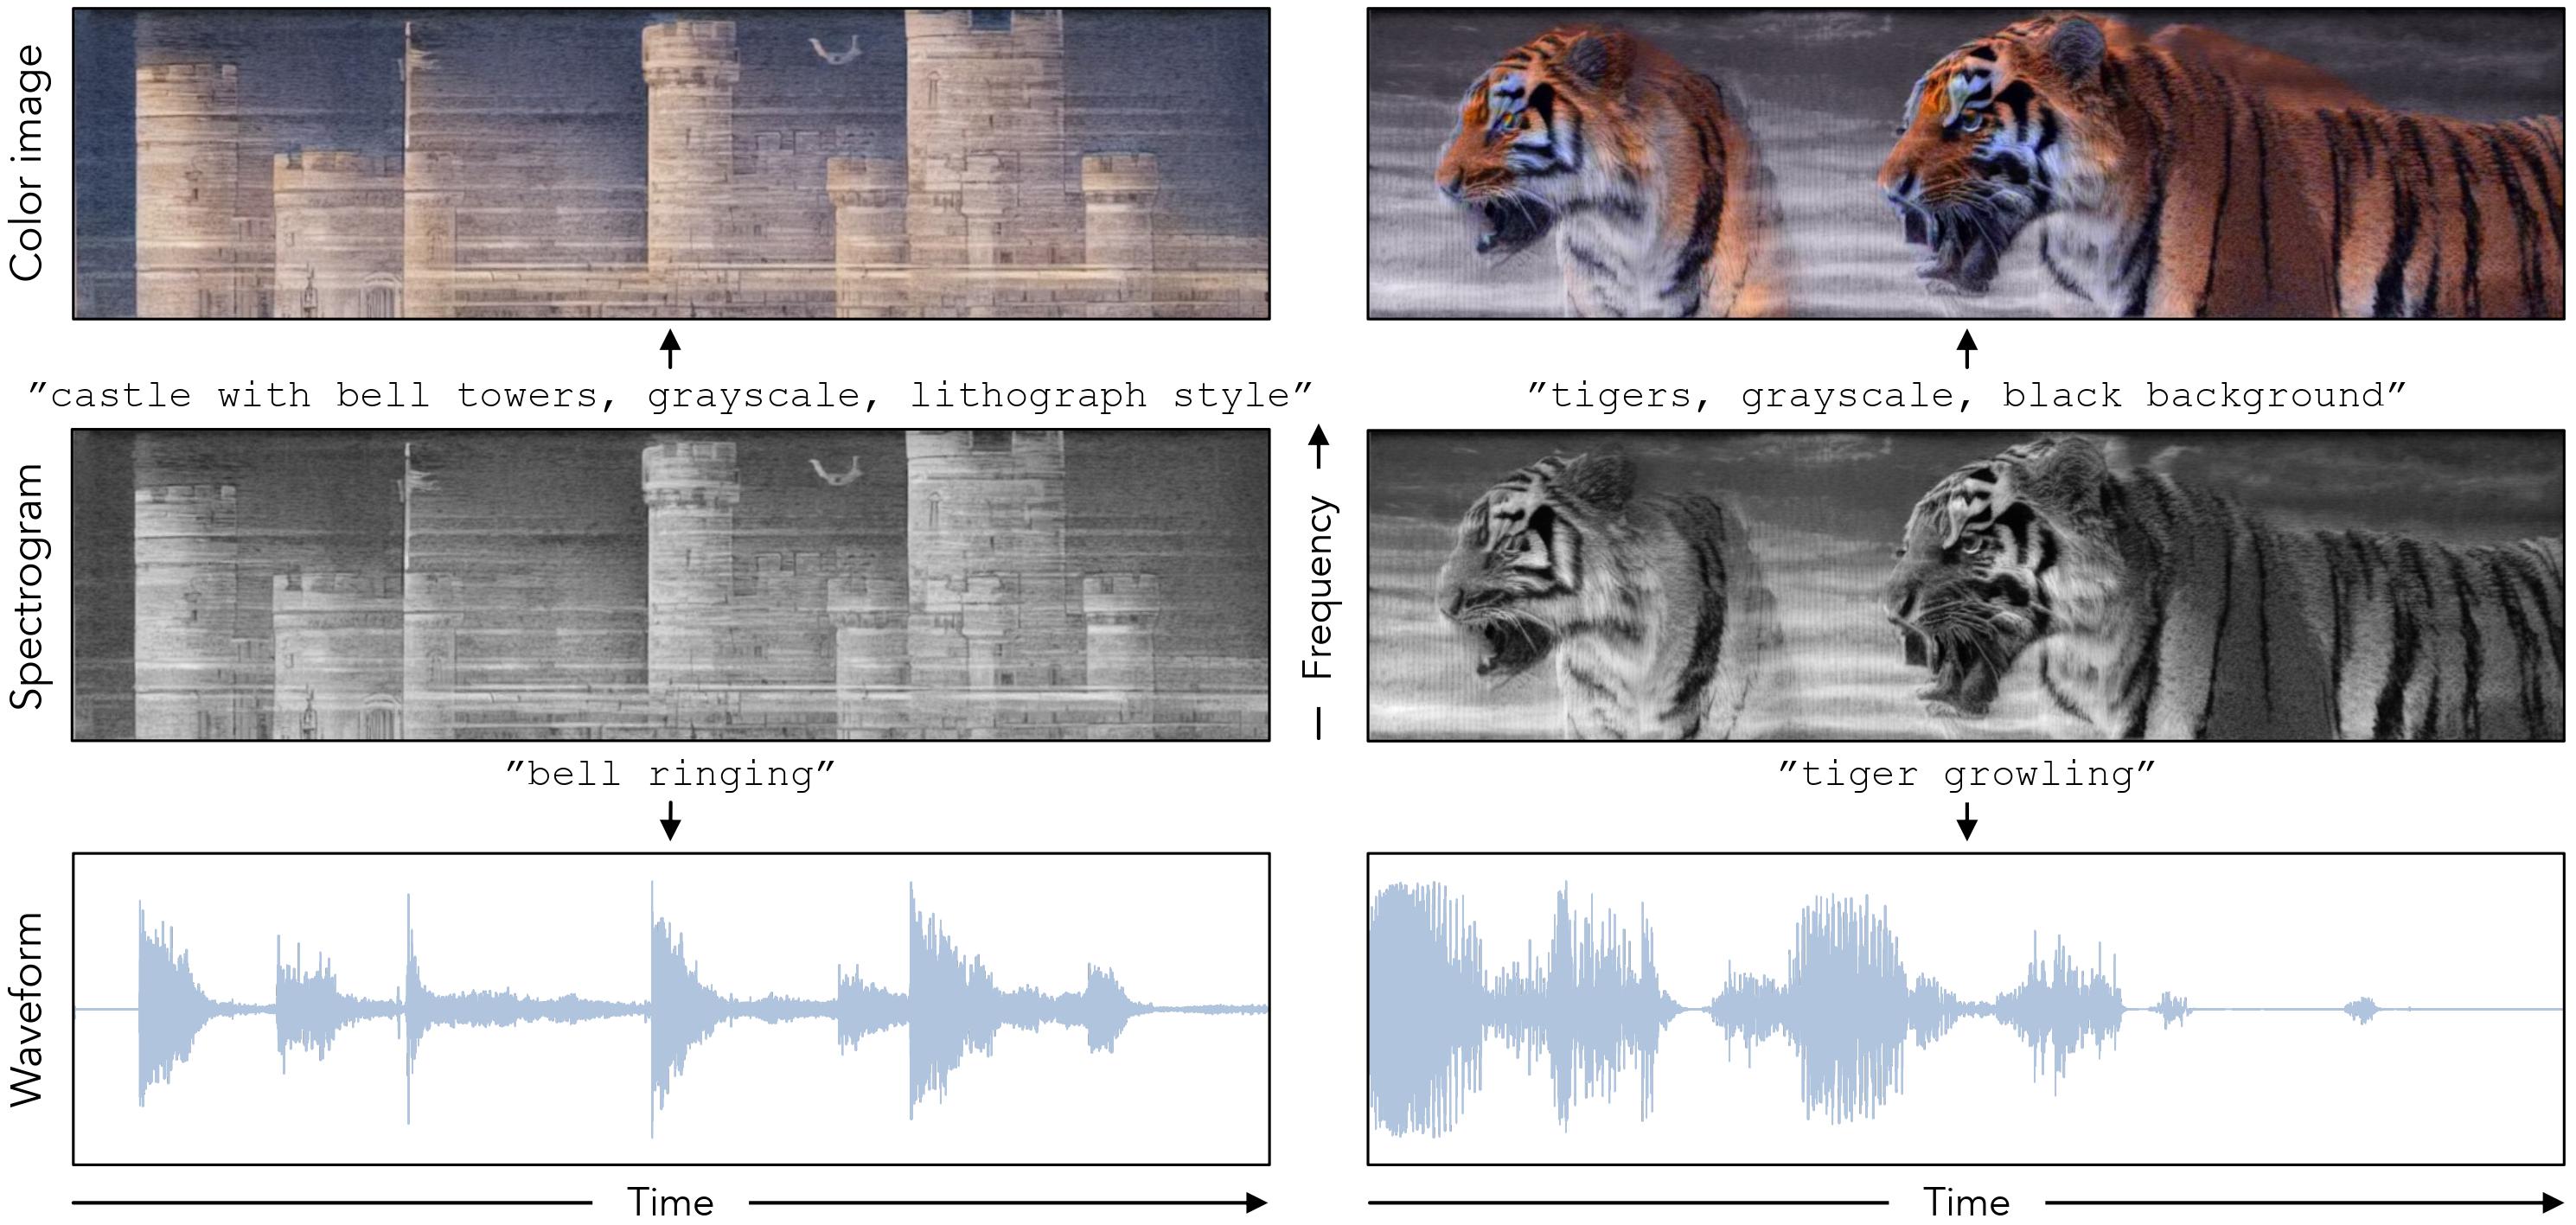 Color image
”castle with bell towers, grayscale, lithograph style”
”tigers, grayscale, black background”
Spectrogram
Frequency
”bell ringing”
”tiger growling”
Waveform
Time
Time